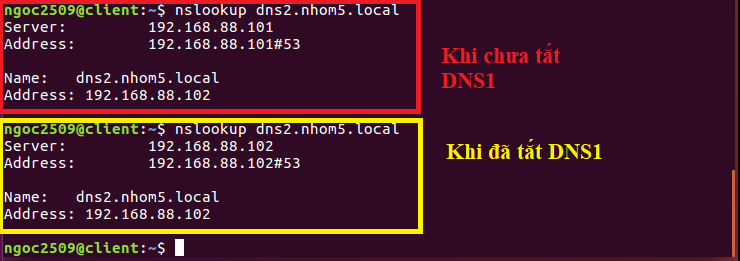 ngoc2509@client:~$ nslookup dns2.nhom5.local
Server: 192.168.88.101
Address: 192.168.88.101#53
Name: dns2.nhom5.local
Address: 192.168.88.102
Khi chưa tắt
DNS1
ngoc2509@client:~$ nslookup dns2.nhom5.local
Server: 192.168.88.102
Address: 192.168.88.102#53
Name: dns2.nhom5.local
Address: 192.168.88.102
Khi đã tắt DNS1
ngoc2509@client:~$